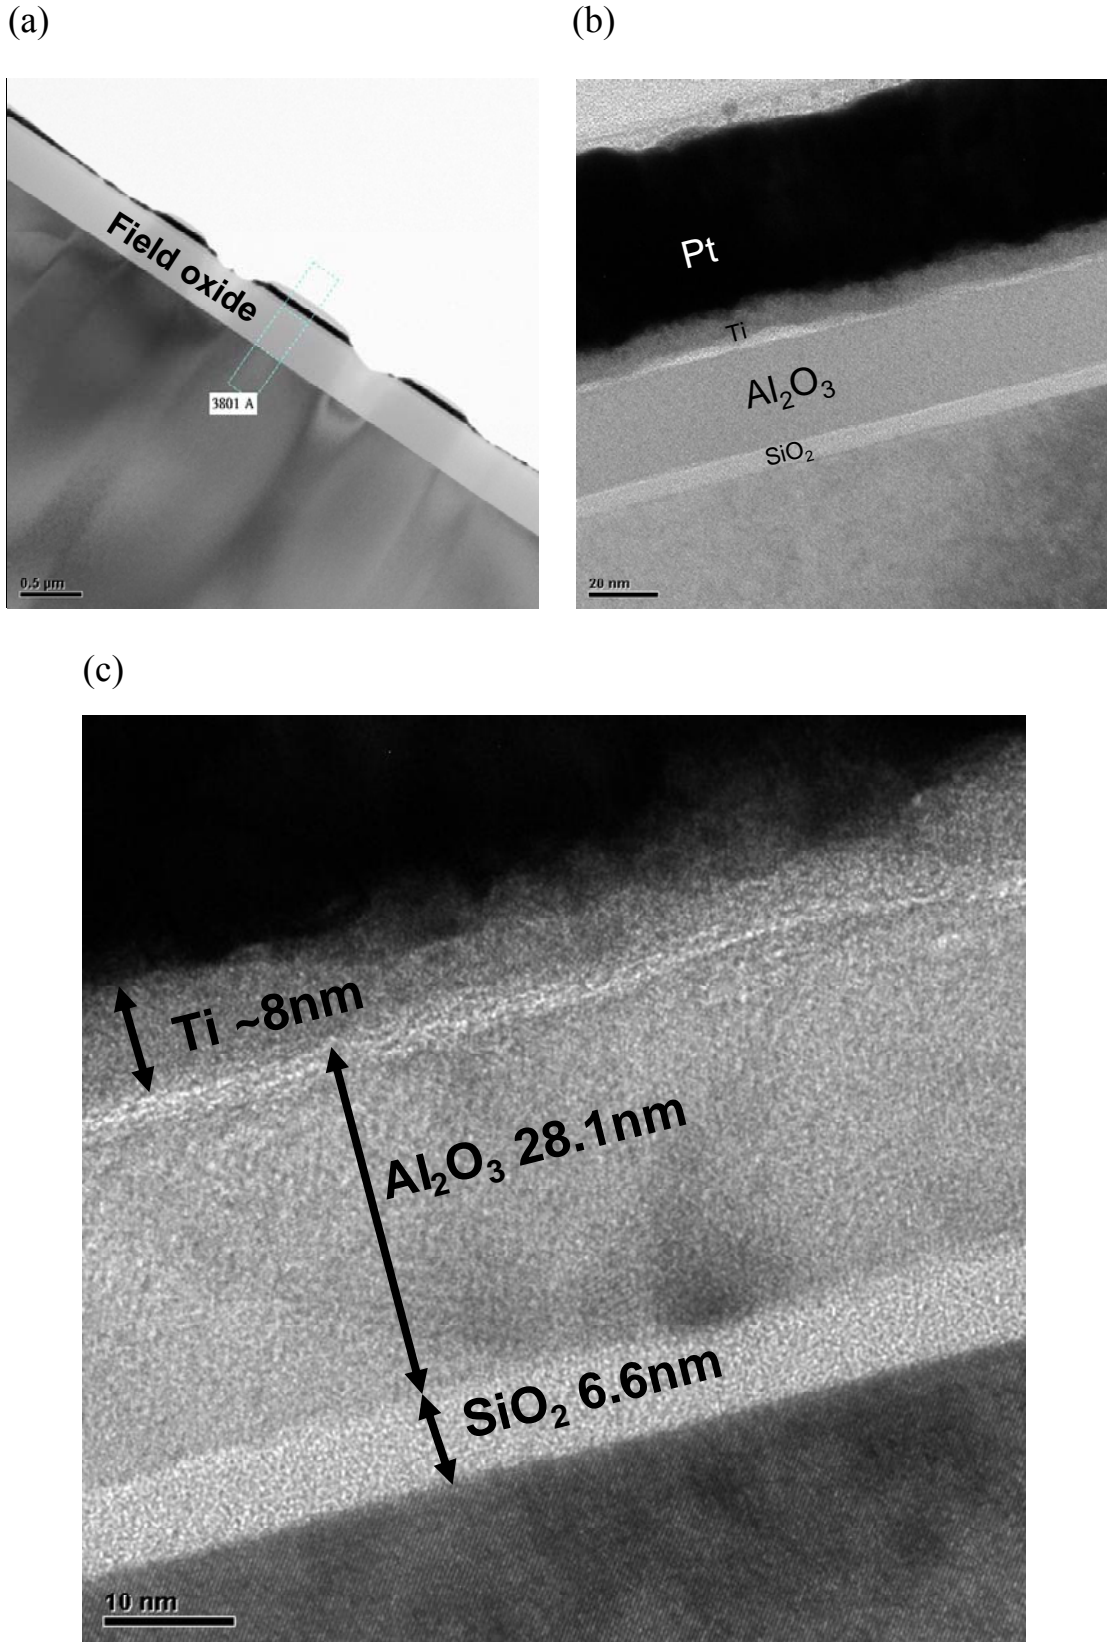 (a)
(b)
Field oxide
3801 A
0.5 µm
Pt
Ti
Al₂O₃
SiO₂
20 nm
(c)
Ti ~8nm
Al₂O₃ 28.1nm
SiO₂ 6.6nm
10 nm